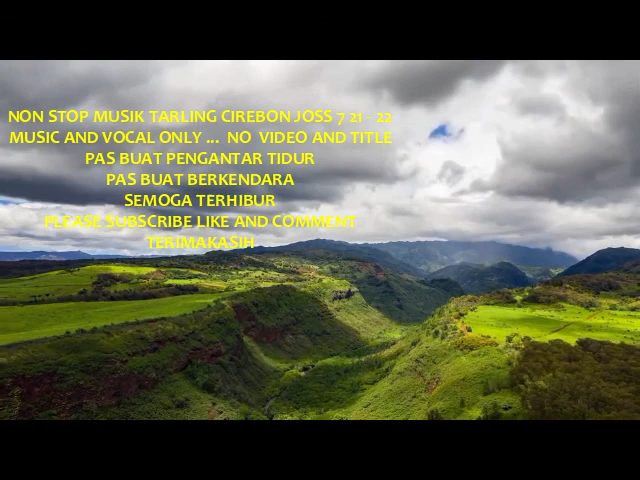 NON STOP MUSIK TARLING CIREBON JOSS 7 21 - 22
MUSIC AND VOCAL ONLY ... NO VIDEO AND TITLE
PAS BUAT PENGANTAR TIDUR
PAS BUAT BERKENDARA
SEMOGA TERHIBUR
PLEASE SUBSCRIBE LIKE AND COMMENT
TERIMAKASIH